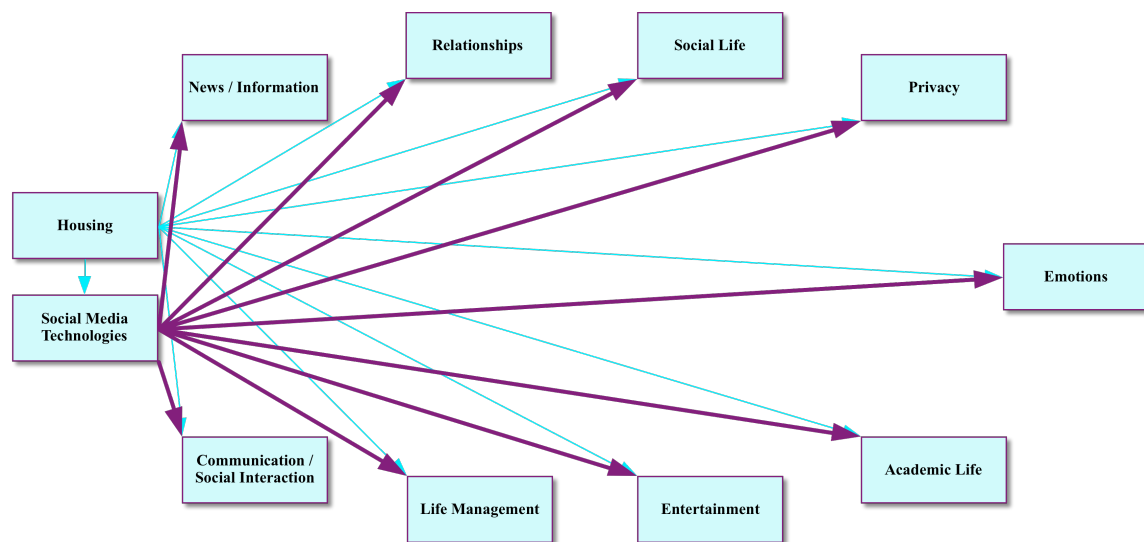 Relationships
Social Life
News / Information
Privacy
Housing
Emotions
Social Media
Technologies
Communication /
Social Interaction
Academic Life
Life Management
Entertainment